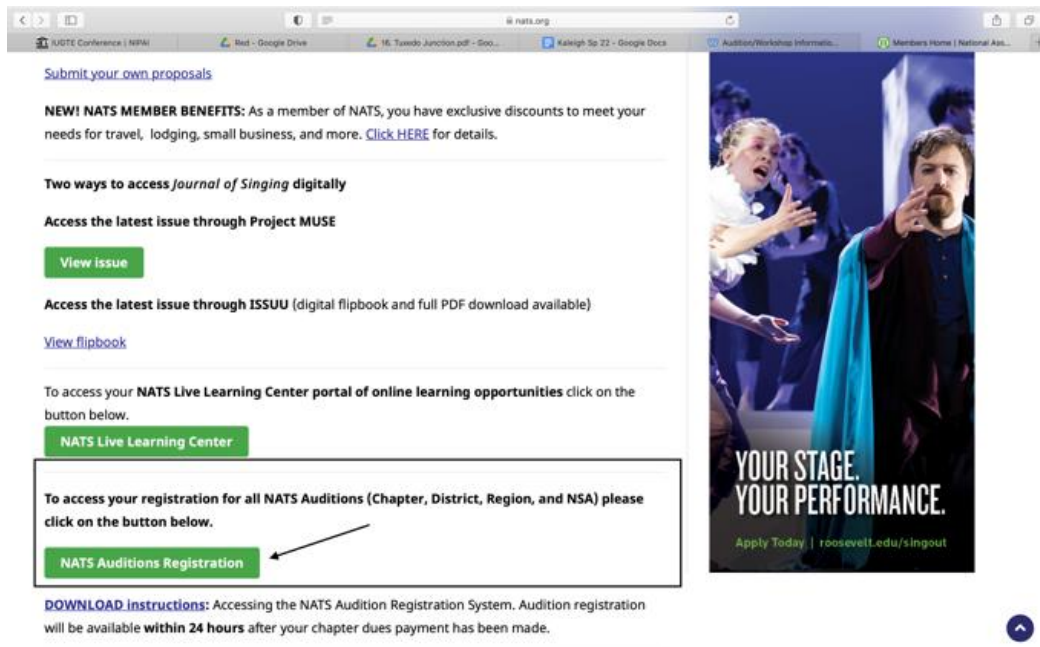 nats.org
IUOTE Conference | NIPAI
Red - Google Drive
16. Tuxedo Junction.pdf - Goo...
Kaleigh Sp 22 - Google Docs
Audition/Workshop Informatio...
Members Home | National Ass...
Submit your own proposals
NEW! NATS MEMBER BENEFITS: As a member of NATS, you have exclusive discounts to meet your
needs for travel, lodging, small business, and more. Click HERE for details.
Two ways to access Journal of Singing digitally
Access the latest issue through Project MUSE
View issue
Access the latest issue through ISSUU (digital flipbook and full PDF download available)
View flipbook
To access your NATS Live Learning Center portal of online learning opportunities click on the
button below.
NATS Live Learning Center
To access your registration for all NATS Auditions (Chapter, District, Region, and NSA) please
click on the button below.
NATS Auditions Registration
DOWNLOAD instructions: Accessing the NATS Audition Registration System. Audition registration
will be available within 24 hours after your chapter dues payment has been made.
YOUR STAGE.
YOUR PERFORMANCE.
Apply Today | roosevelt.edu/singout